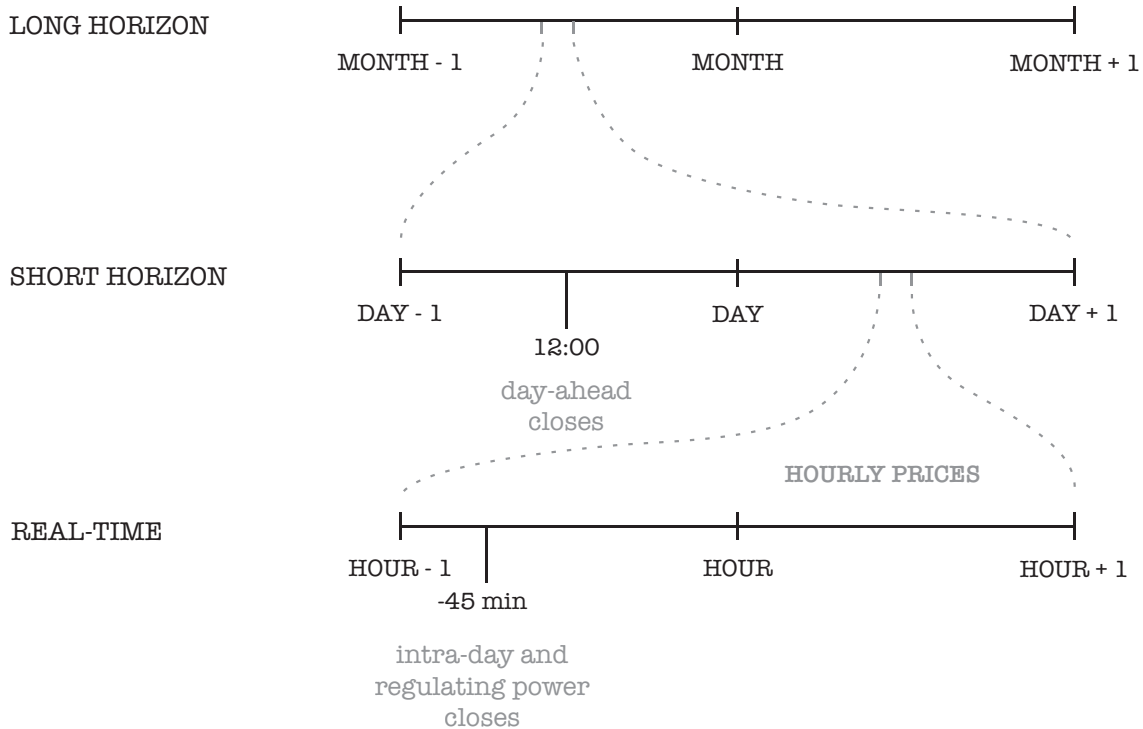 LONG HORIZON
MONTH - 1
MONTH
MONTH + 1
SHORT HORIZON
DAY - 1
DAY
DAY + 1
12:00
day-ahead
closes
HOURLY PRICES
REAL-TIME
HOUR - 1
HOUR
HOUR + 1
-45 min
intra-day and
regulating power
closes